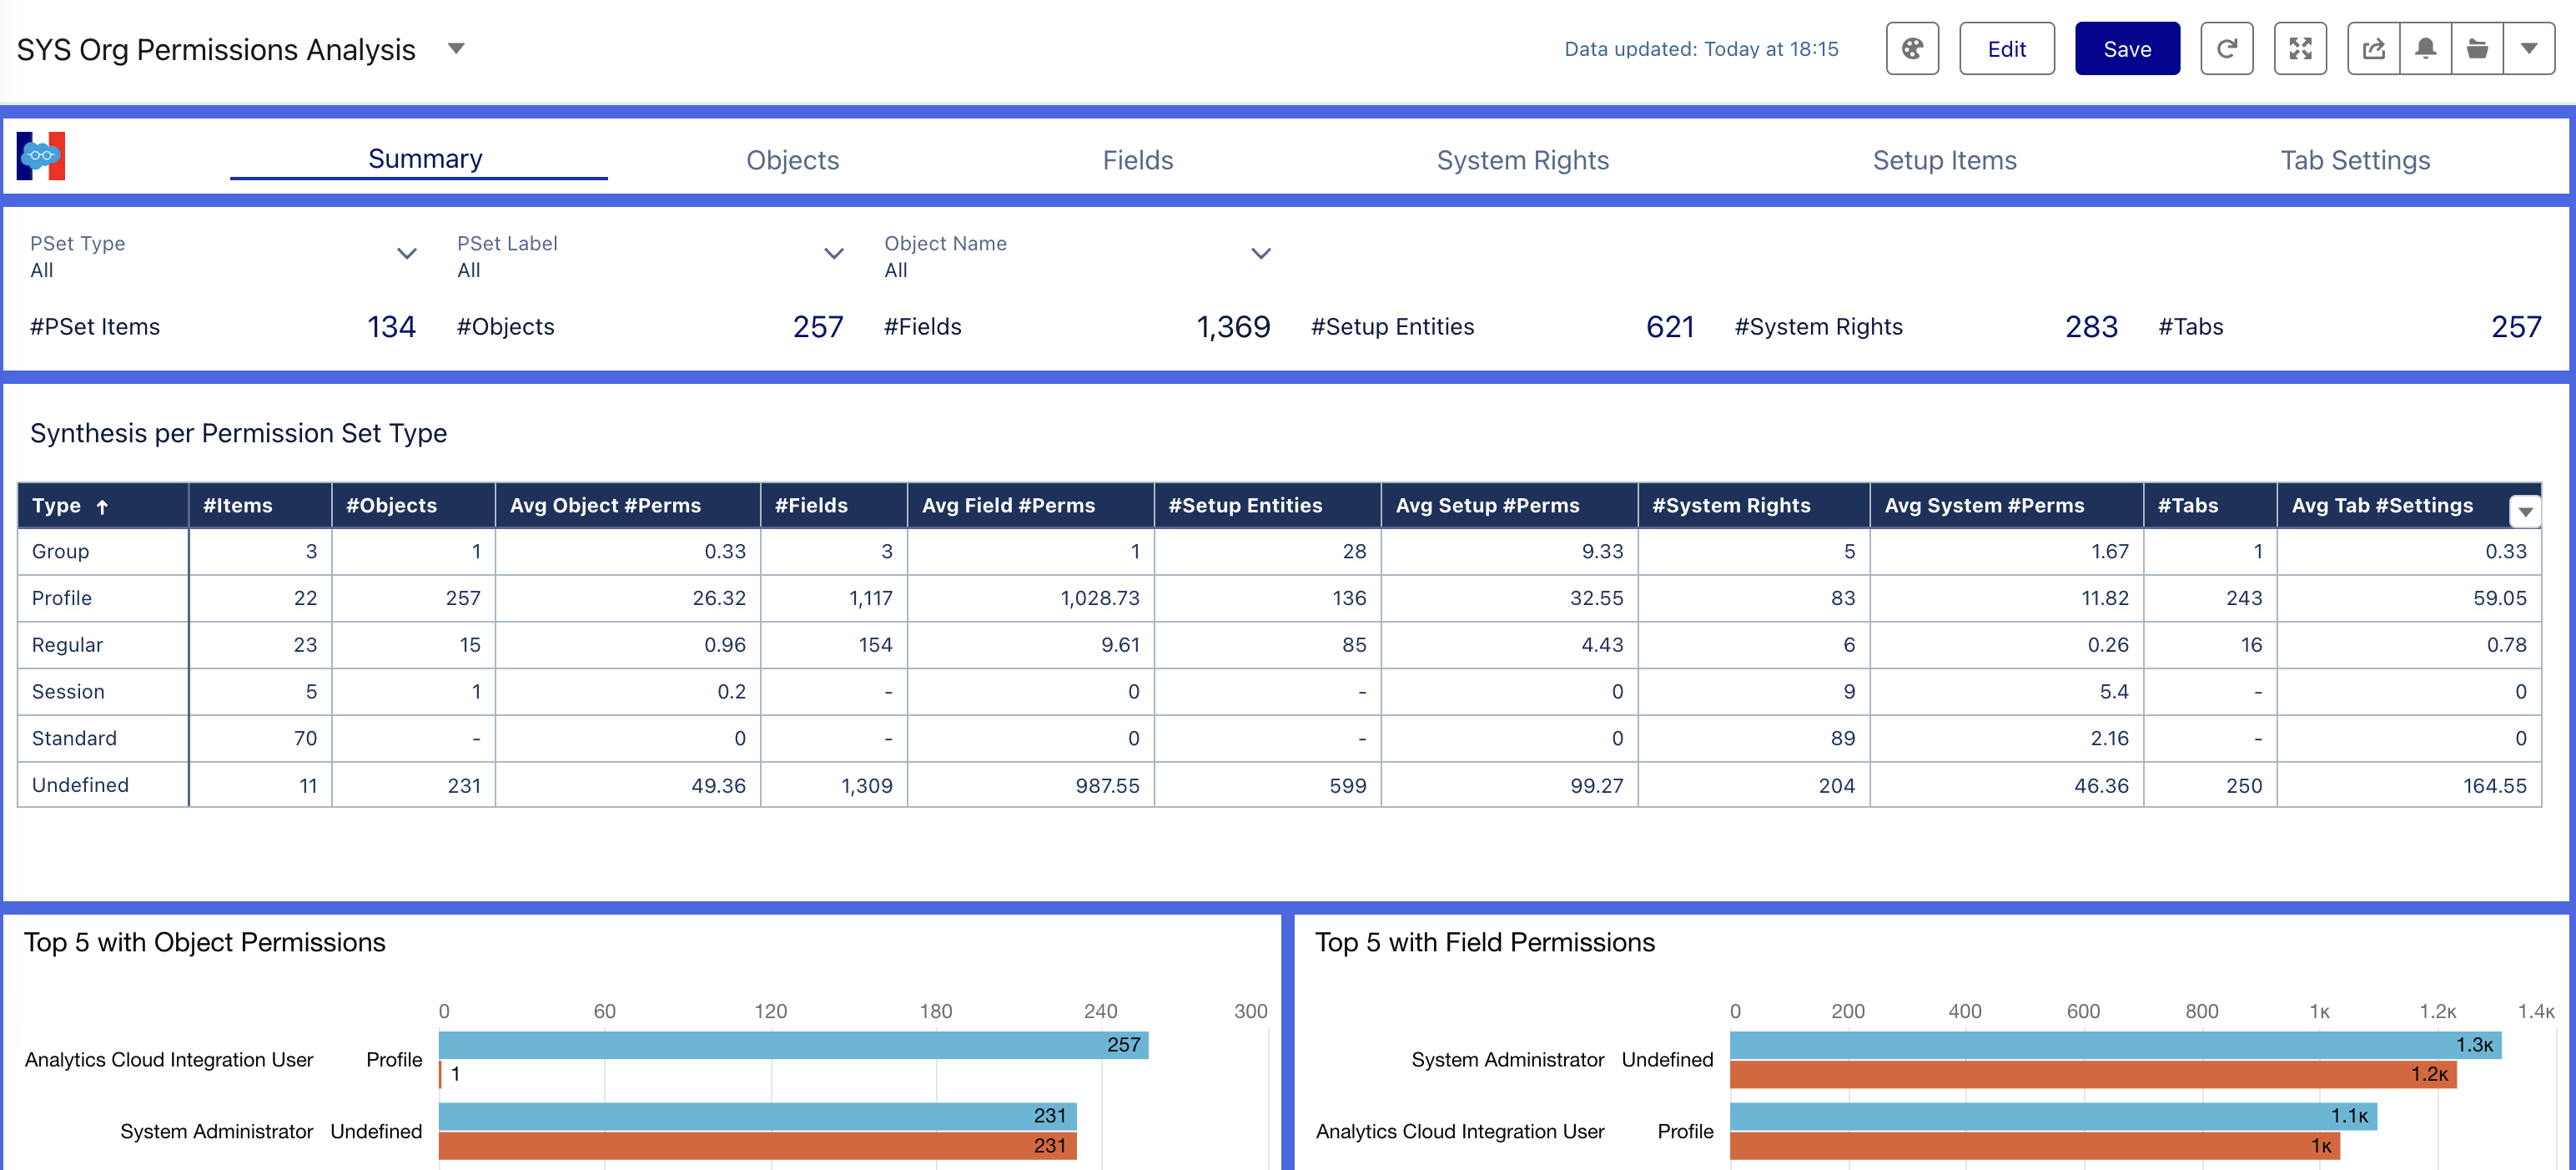 SYS Org Permissions Analysis
Data updated: Today at 18:15
Edit
Save
Summary
Objects
Fields
System Rights
Setup Items
Tab Settings
PSet Type
All
PSet Label
All
Object Name
All
#PSet Items 134
#Objects 257
#Fields 1,369
#Setup Entities 621
#System Rights 283
#Tabs 257
Synthesis per Permission Set Type
Type ↑ #Items #Objects Avg Object #Perms #Fields Avg Field #Perms #Setup Entities Avg Setup #Perms #System Rights Avg System #Perms #Tabs Avg Tab #Settings
Group 3 1 0.33 3 1 28 9.33 5 1.67 1 0.33
Profile 22 257 26.32 1,117 1,028.73 136 32.55 83 11.82 243 59.05
Regular 23 15 0.96 154 9.61 85 4.43 6 0.26 16 0.78
Session 5 1 0.2 - 0 - 0 9 5.4 - 0
Standard 70 - 0 - 0 - 0 89 2.16 - 0
Undefined 11 231 49.36 1,309 987.55 599 99.27 204 46.36 250 164.55
Top 5 with Object Permissions
0 60 120 180 240 300
Analytics Cloud Integration User Profile 257
1
System Administrator Undefined 231
231
Top 5 with Field Permissions
0 200 400 600 800 1K 1.2K 1.4K
System Administrator Undefined 1.3K
1.2K
Analytics Cloud Integration User Profile 1.1K
1K